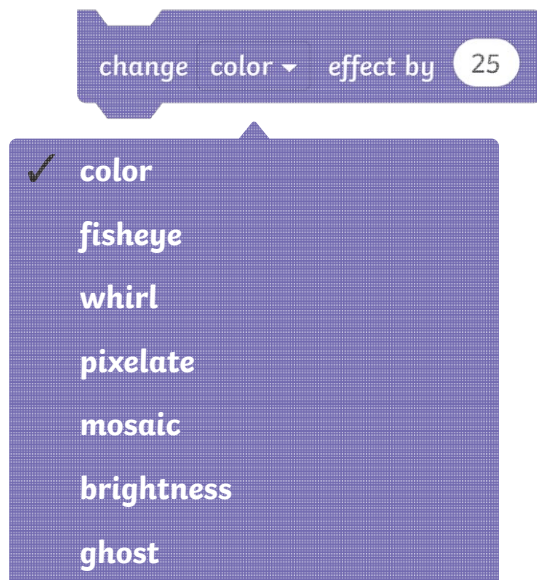 change color effect by 25
color
fisheye
whirl
pixelate
mosaic
brightness
ghost